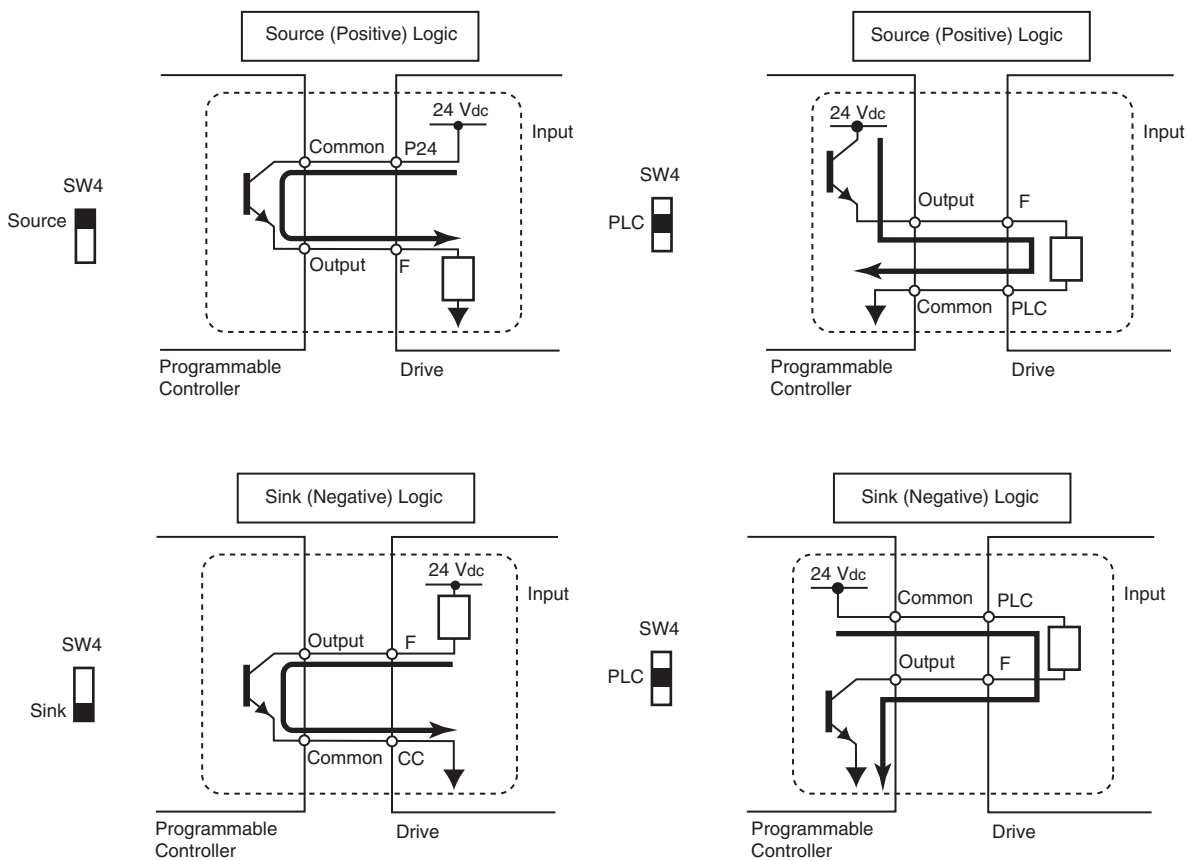 Source (Positive) Logic
24 Vdc
Input
Common
P24
SW4
Source
Output
F
Programmable
Controller
Drive
Source (Positive) Logic
24 Vdc
Input
SW4
PLC
Output
F
Common
PLC
Programmable
Controller
Drive
Sink (Negative) Logic
24 Vdc
Input
SW4
Output
F
Sink
Common
CC
Programmable
Controller
Drive
Sink (Negative) Logic
24 Vdc
Common
PLC
Input
SW4
PLC
Output
F
Programmable
Controller
Drive